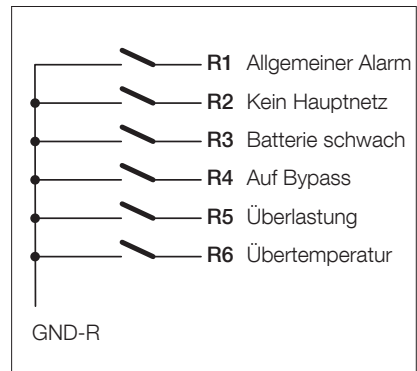 R1 Allgemeiner Alarm
R2 Kein Hauptnetz
R3 Batterie schwach
R4 Auf Bypass
R5 Überlastung
R6 Übertemperatur
GND-R